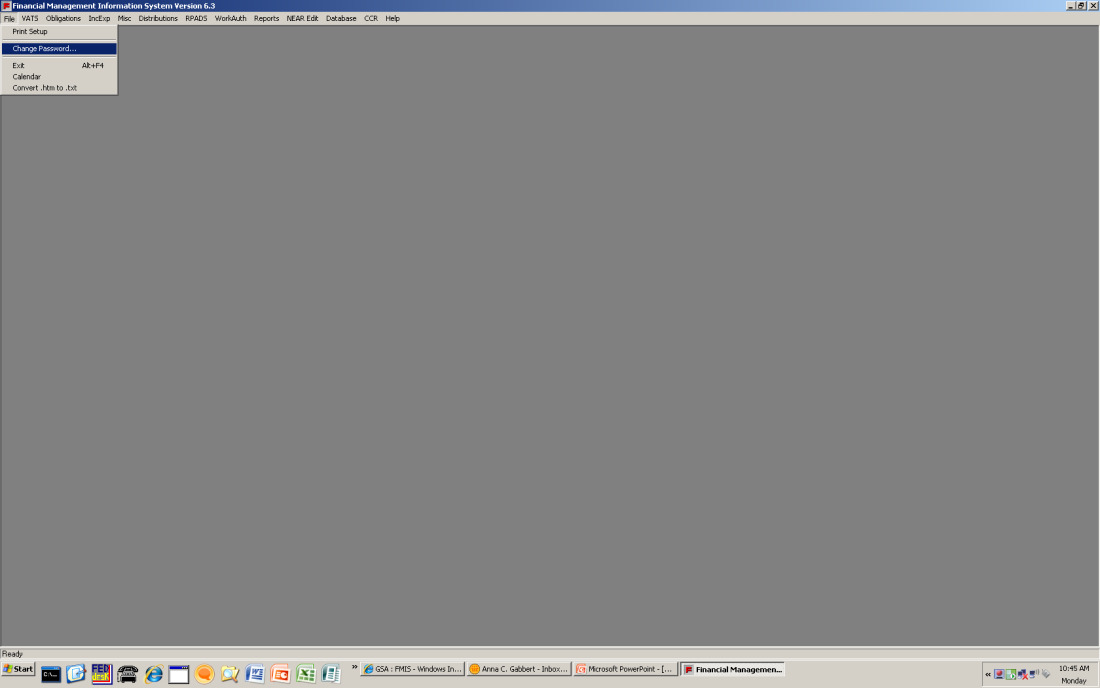 Financial Management Information System Version 6.3
File VATS Obligations IncExp Misc Distributions RPADS WorkAuth Reports NEAR Edit Database CCR Help
Print Setup
Change Password...
Exit Alt+F4
Calendar
Convert .htm to .txt
Ready
Start C:\ FED desk » GSA : FMIS - Windows In... Anna C. Gabbert - Inbox... Microsoft PowerPoint - [... Financial Managemen... « 10:45 AM
Monday